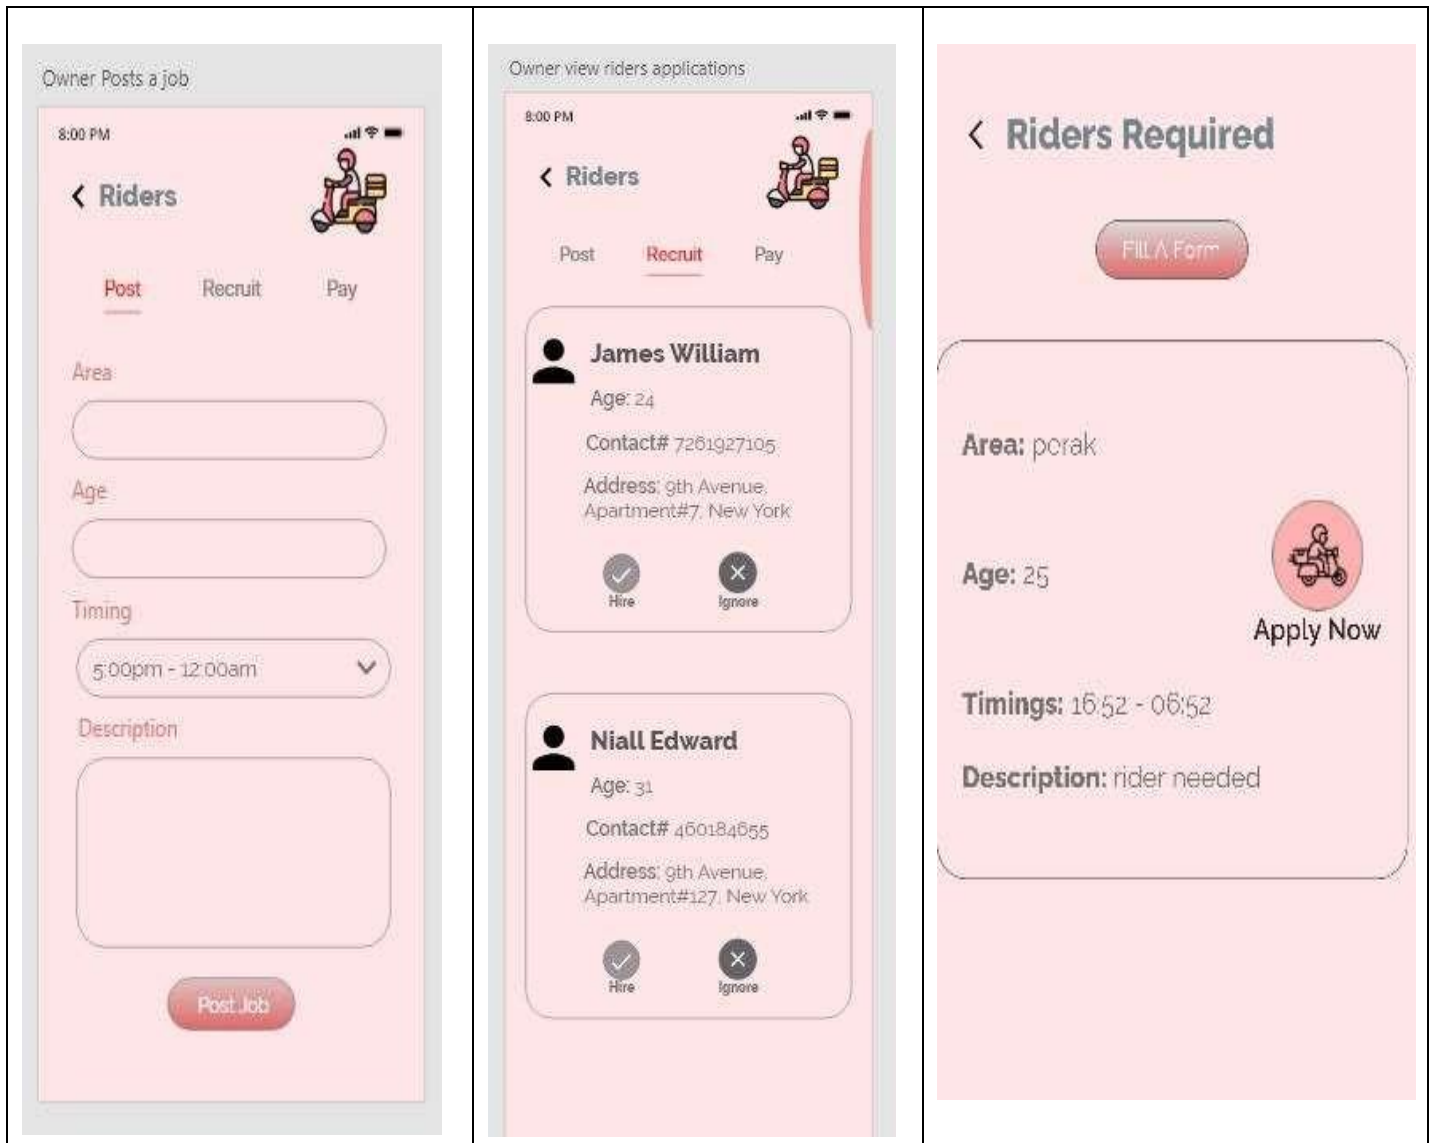 Owner Posts a job
8:00 PM
Riders
Post Recruit Pay
Area
Age
Timing
5:00pm - 12:00am
Description
Post Job
Owner view riders applications
8:00 PM
Riders
Post Recruit Pay
James William
Age: 24
Contact# 7261927105
Address: 9th Avenue,
Apartment#7, New York
Hire Ignore
Niall Edward
Age: 31
Contact# 460184655
Address: 9th Avenue,
Apartment#127, New York
Hire Ignore
Riders Required
Fill A Form
Area: perak
Age: 25
Apply Now
Timings: 16:52 - 06:52
Description: rider needed